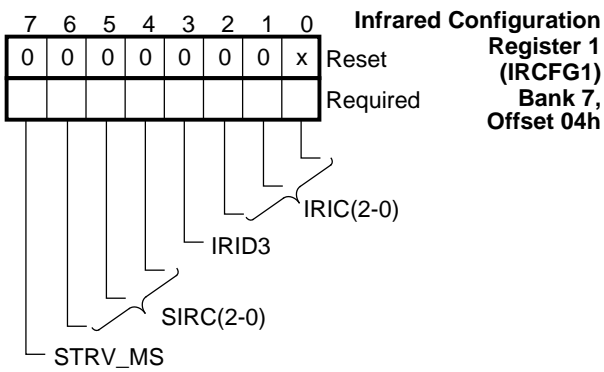 7 6 5 4 3 2 1 0
Infrared Configuration
Register 1
(IRCFG1)
Bank 7,
Offset 04h
0 0 0 0 0 0 0 x Reset
Required
IRIC(2-0)
IRID3
SIRC(2-0)
STRV_MS